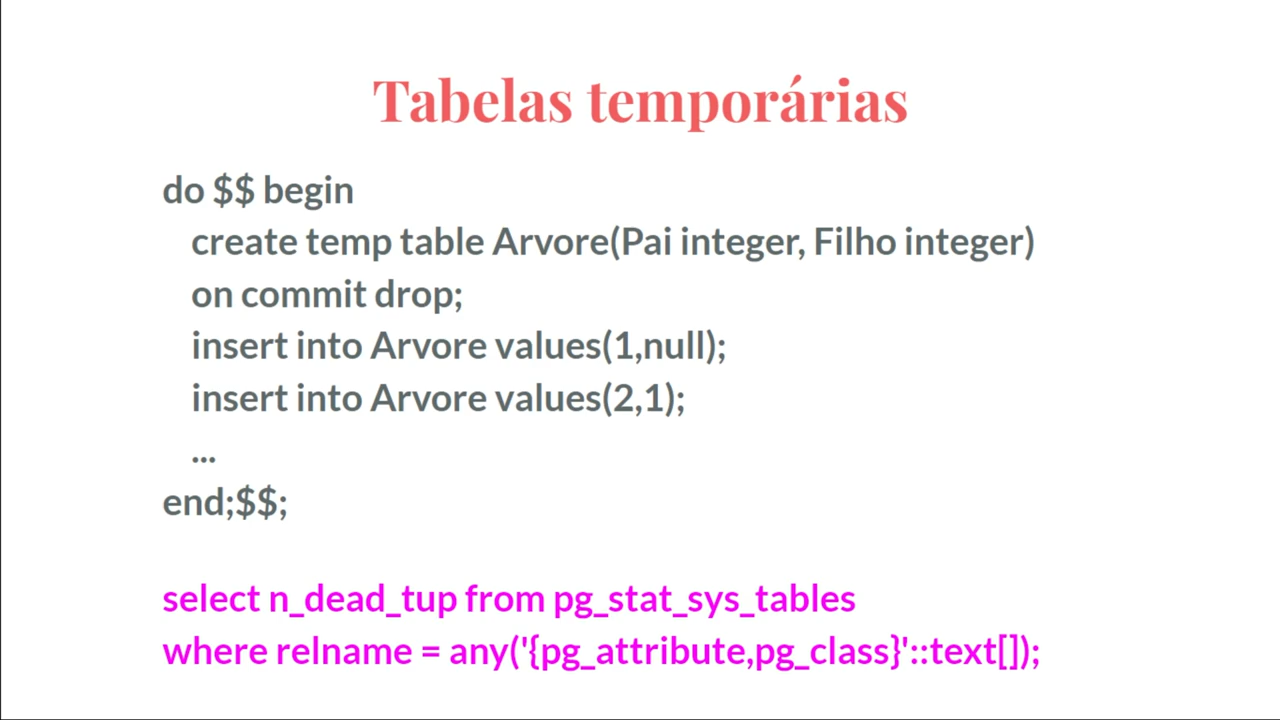 Tabelas temporárias
do $$ begin
create temp table Arvore(Pai integer, Filho integer)
on commit drop;
insert into Arvore values(1,null);
insert into Arvore values(2,1);
...
end;$$;
select n_dead_tup from pg_stat_sys_tables
where relname = any('{pg_attribute,pg_class}'::text[]);